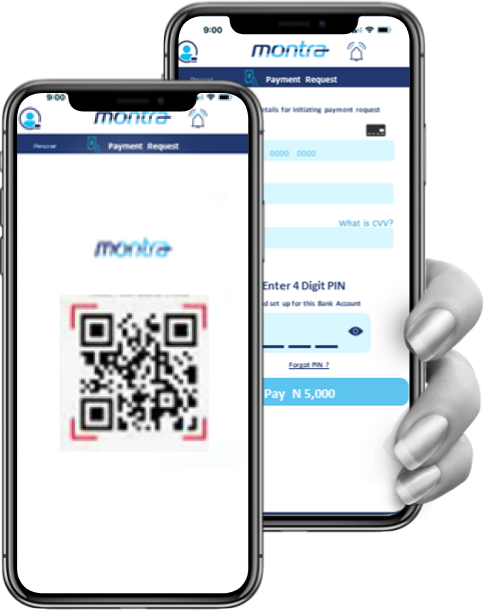 9:00
montra
Personal
Payment Request
montra
9:00
montra
Payment Request
etails for initiating payment request
0000 0000
What is CVV?
Enter 4 Digit PIN
d set up for this Bank Account
Forgot PIN ?
Pay N 5,000